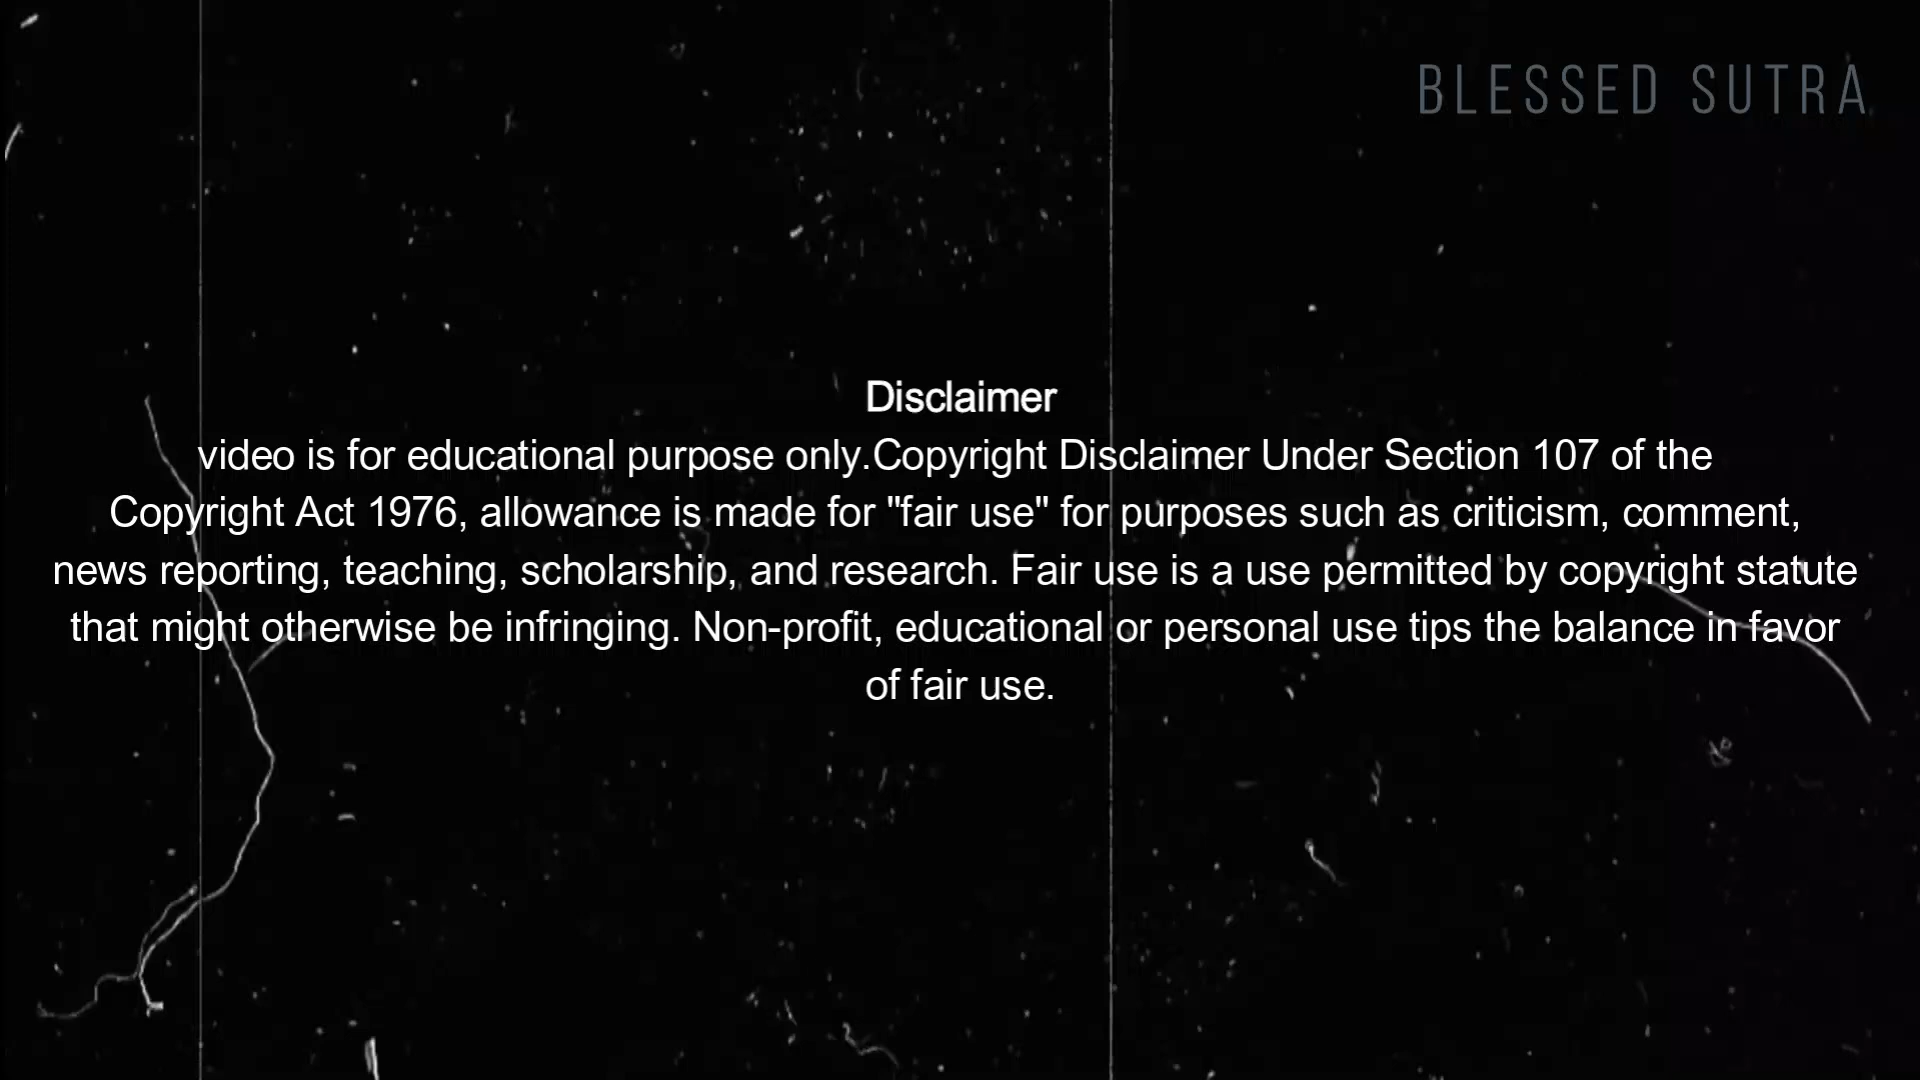 BLESSED SUTRA
Disclaimer
video is for educational purpose only.Copyright Disclaimer Under Section 107 of the
Copyright Act 1976, allowance is made for "fair use" for purposes such as criticism, comment,
news reporting, teaching, scholarship, and research. Fair use is a use permitted by copyright statute
that might otherwise be infringing. Non-profit, educational or personal use tips the balance in favor
of fair use.